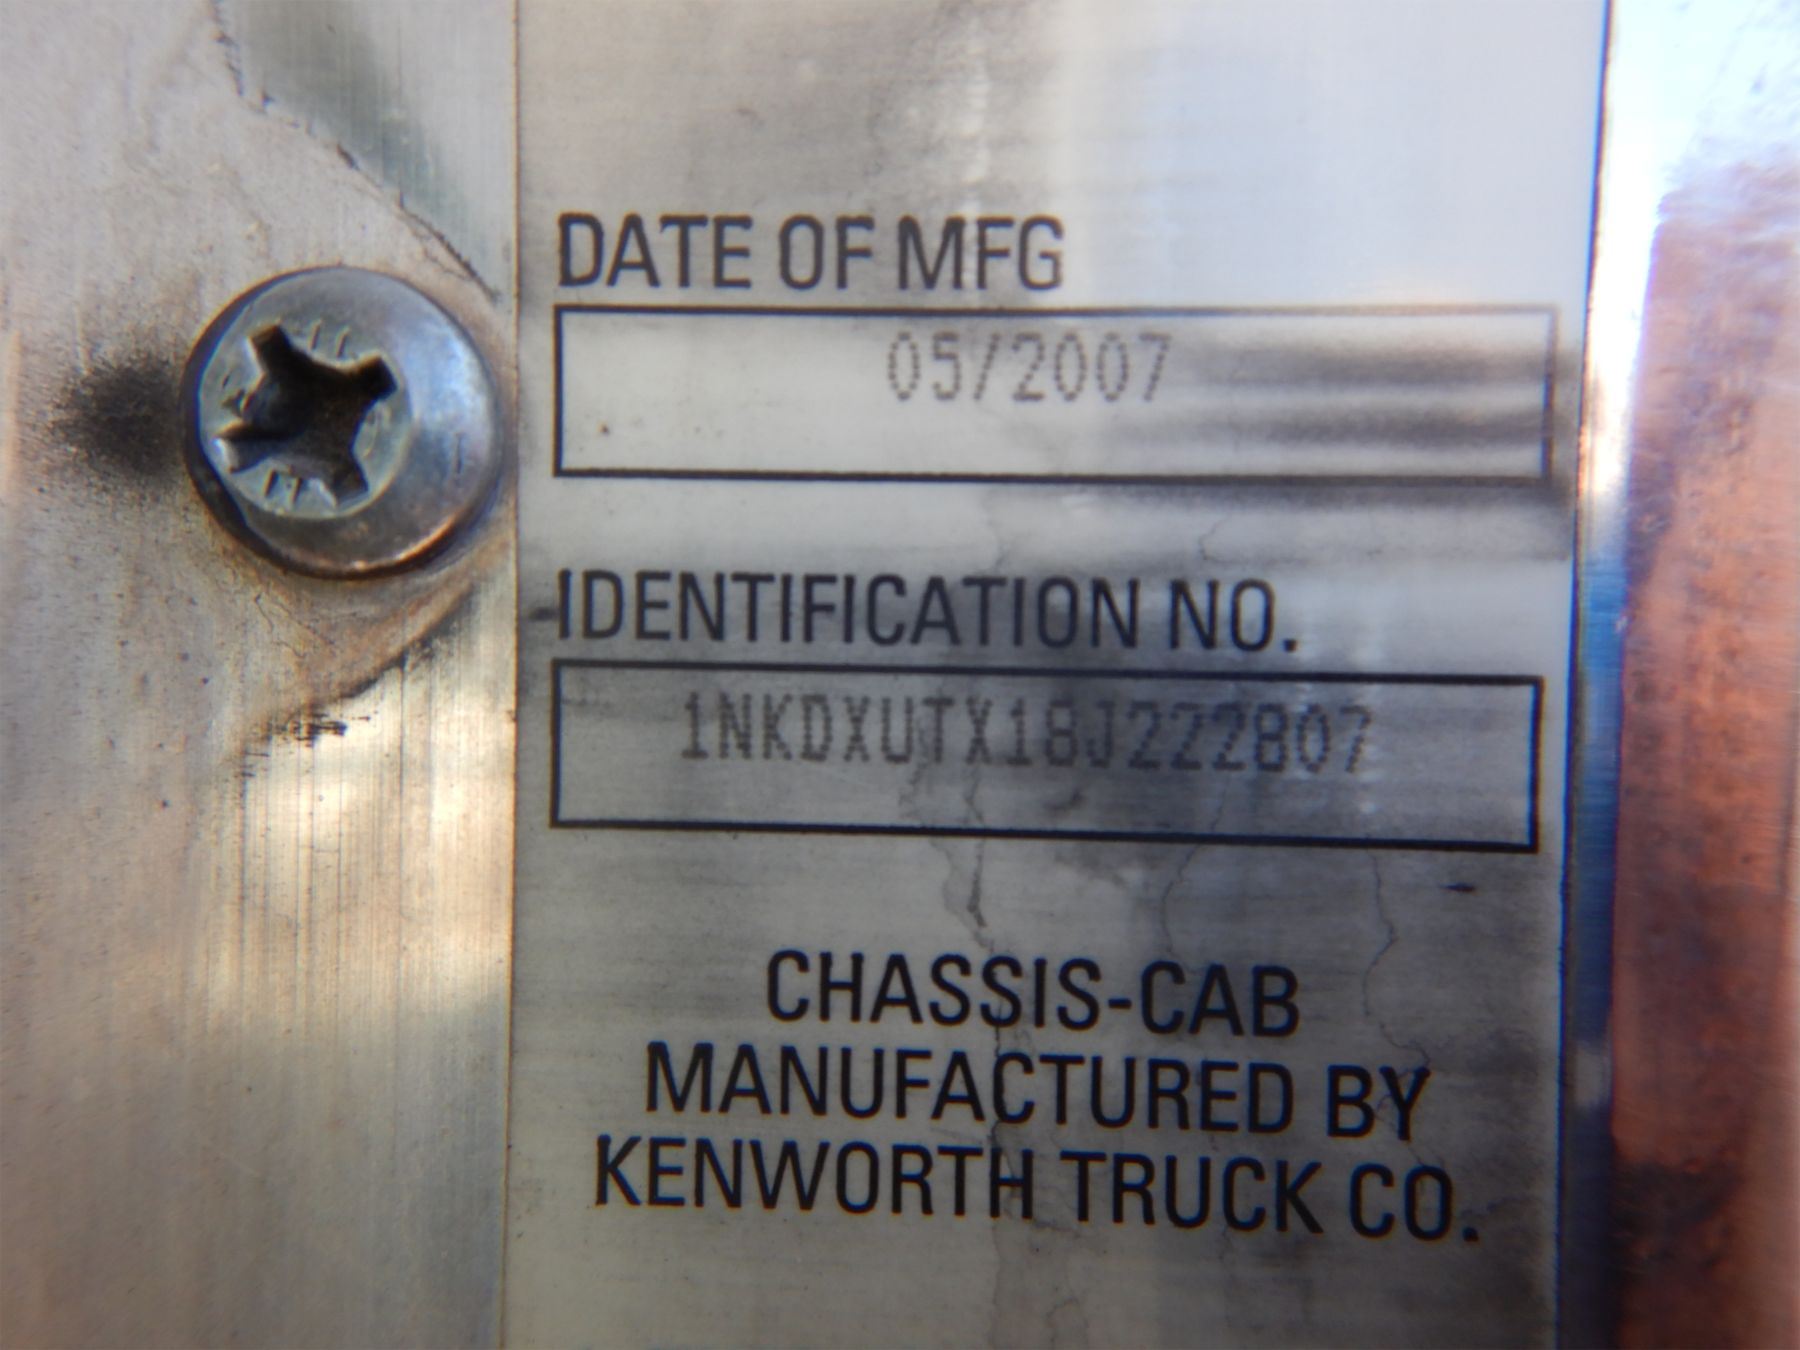 DATE OF MFG
05/2007
IDENTIFICATION NO.
1NKDXUTX18J222807
CHASSIS-CAB
MANUFACTURED BY
KENWORTH TRUCK CO.